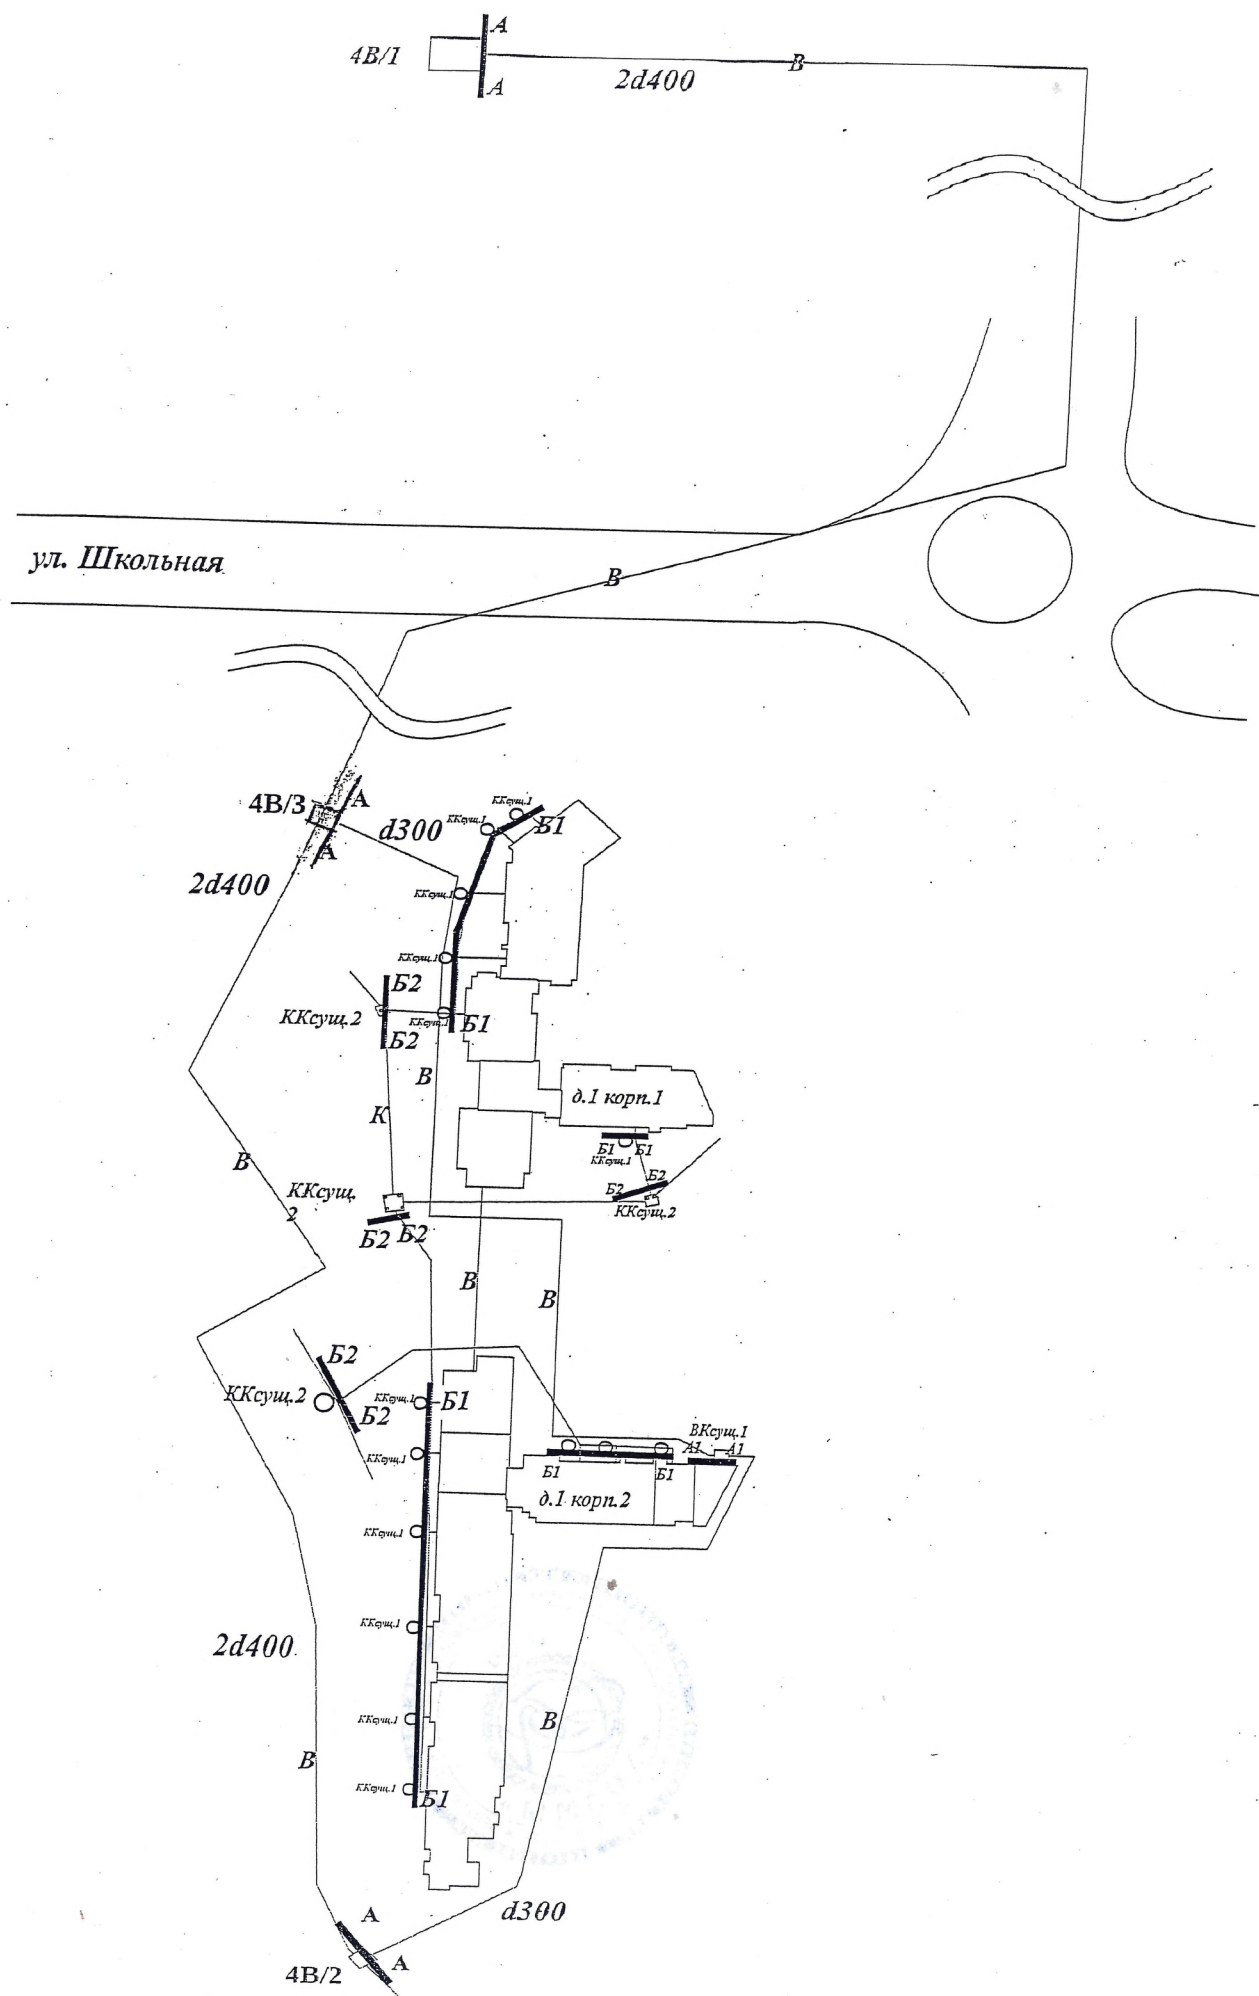 А
4В/1
А
2d400
В
ул. Школьная
В
4В/3
А
А
d300
2d400
ККсущ.1
ККсущ.1
Б1
ККсущ.1
ККсущ.1
Б2
ККсущ.2
Б2
ККсущ.1
Б1
В
К
д.1 корп.1
Б1
Б1
ККсущ.1
В
ККсущ.
2
Б2
Б2
ККсущ.2
Б2
Б2
В
В
Б2
ККсущ.2
Б2
ККсущ.1
Б1
ККсущ.1
ВКсущ.1
А1
А1
Б1
Б1
д.1 корп.2
ККсущ.1
ККсущ.1
2d400
ККсущ.1
В
В
ККсущ.1
Б1
d300
А
А
4В/2